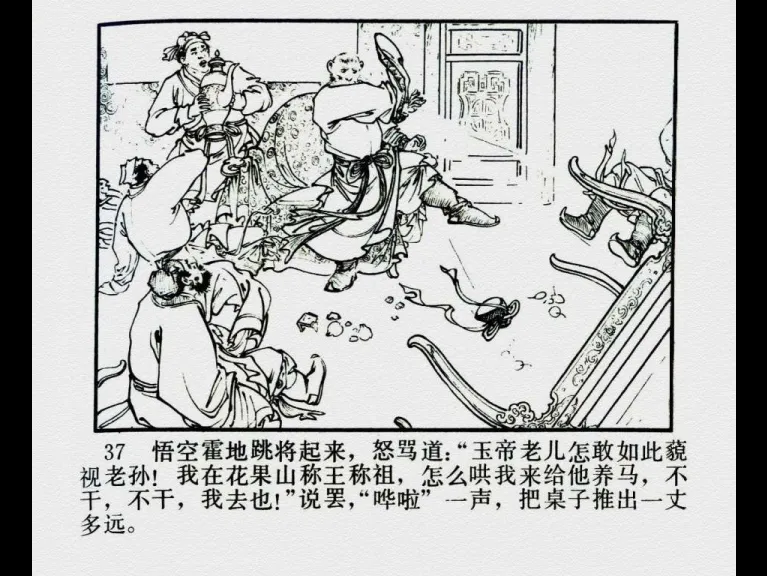 37 悟空霍地跳将起来，怒骂道：“玉帝老儿怎敢如此藐
视老孙！我在花果山称王称祖，怎么哄我来给他养马，不
干，不干，我去也！”说罢，“哗啦”一声，把桌子推出一丈
多远。